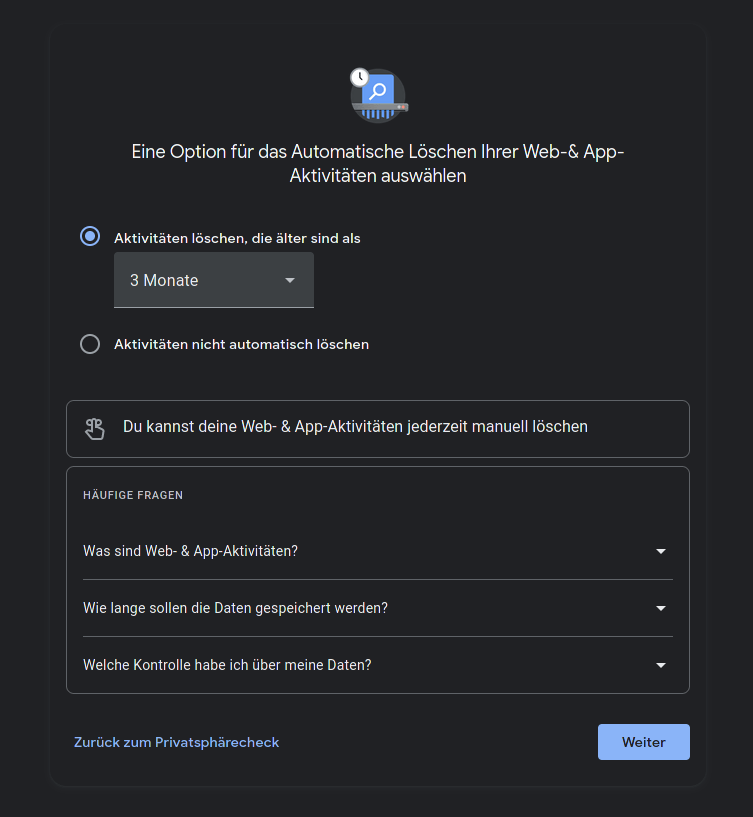 Eine Option für das Automatische Löschen Ihrer Web-& App-
Aktivitäten auswählen
Aktivitäten löschen, die älter sind als
3 Monate
Aktivitäten nicht automatisch löschen
Du kannst deine Web- & App-Aktivitäten jederzeit manuell löschen
HÄUFIGE FRAGEN
Was sind Web- & App-Aktivitäten?
Wie lange sollen die Daten gespeichert werden?
Welche Kontrolle habe ich über meine Daten?
Zurück zum Privatsphärecheck
Weiter